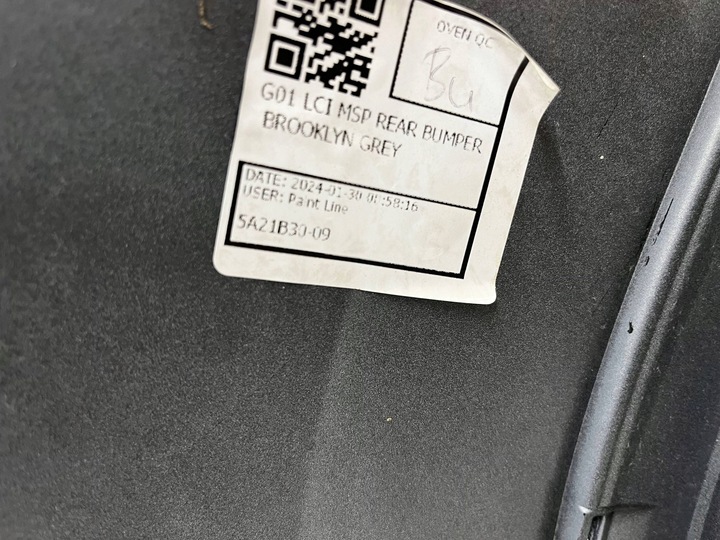 OVEN QC
Bu
G01 LCI MSP REAR BUMPER
BROOKLYN GREY
DATE: 2024-01-30
USER: Paint Line
5A21B30-09